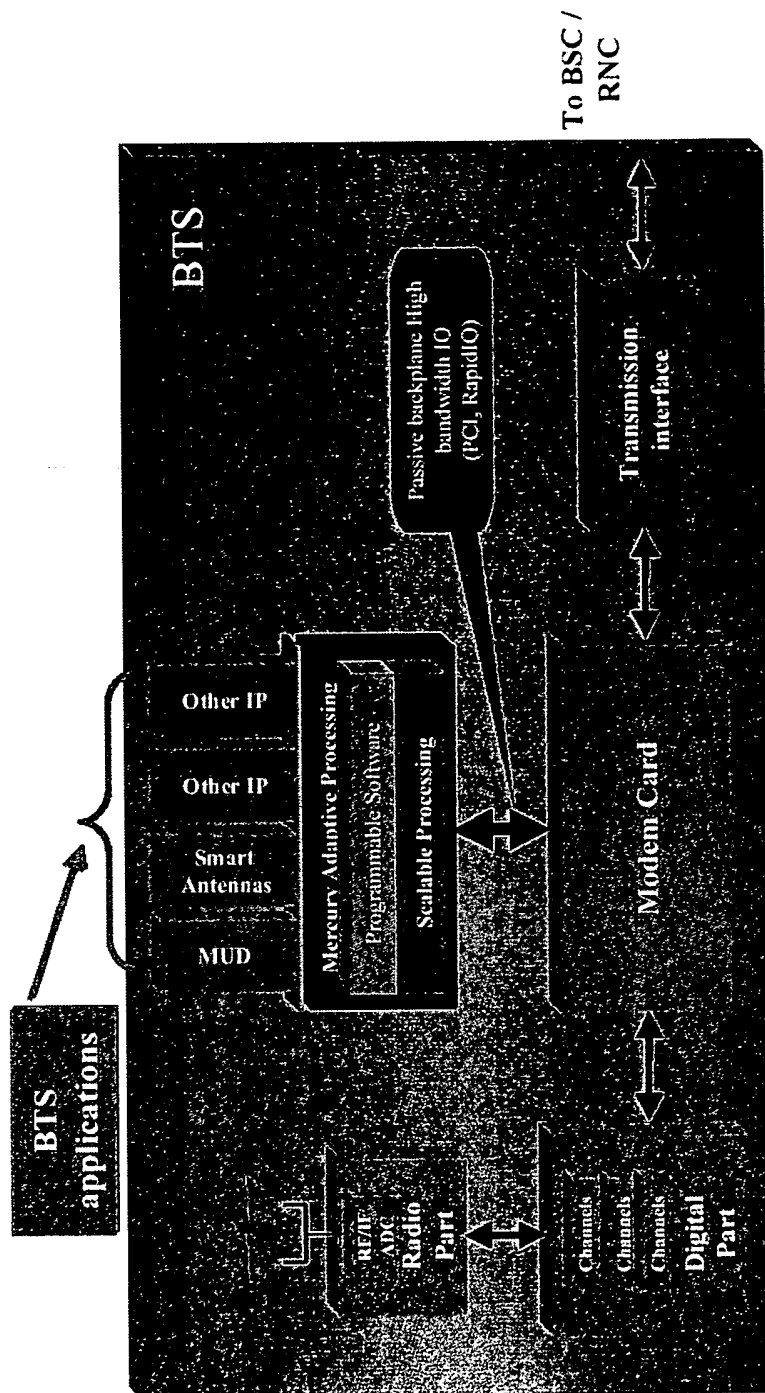 BTS
applications
BTS
MUD
Smart
Antennas
Other IP
Other IP
Mercury Adaptive Processing
Programmable Software
Scalable Processing
Passive backplane High
bandwidth IO
(PCI, RapidIO)
RF/IF
ADC
Radio
Part
Channels
Channels
Channels
Digital
Part
Modem Card
Transmission
interface
To BSC /
RNC